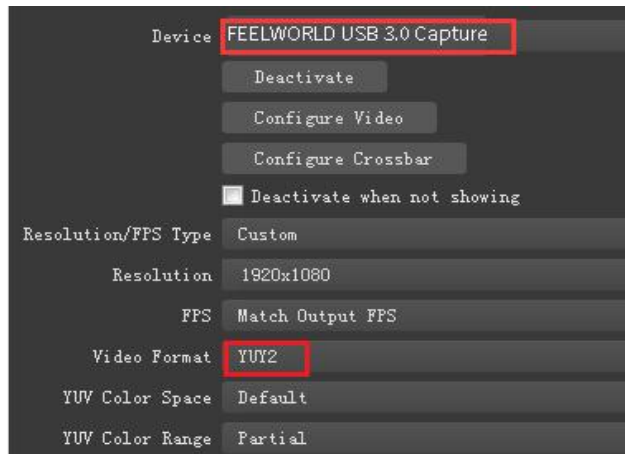 Device FEELWORLD USB 3.0 Capture
Deactivate
Configure Video
Configure Crossbar
Deactivate when not showing
Resolution/FPS Type Custom
Resolution 1920x1080
FPS Match Output FPS
Video Format YUY2
YUV Color Space Default
YUV Color Range Partial